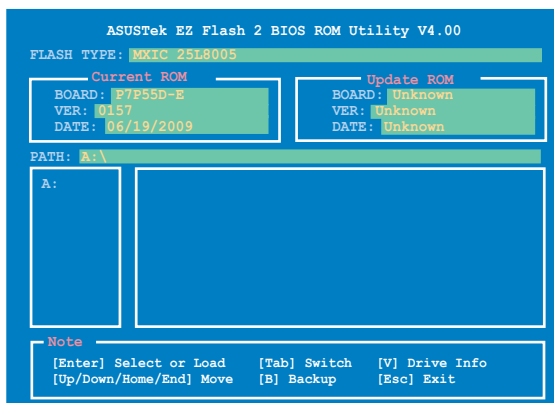 ASUSTek EZ Flash 2 BIOS ROM Utility V4.00
FLASH TYPE: MXIC 25L8005
Current ROM
BOARD: P7P55D-E
VER: 0157
DATE: 06/19/2009
Update ROM
BOARD: Unknown
VER: Unknown
DATE: Unknown
PATH: A:\
A:
Note
[Enter] Select or Load [Tab] Switch [V] Drive Info
[Up/Down/Home/End] Move [B] Backup [Esc] Exit